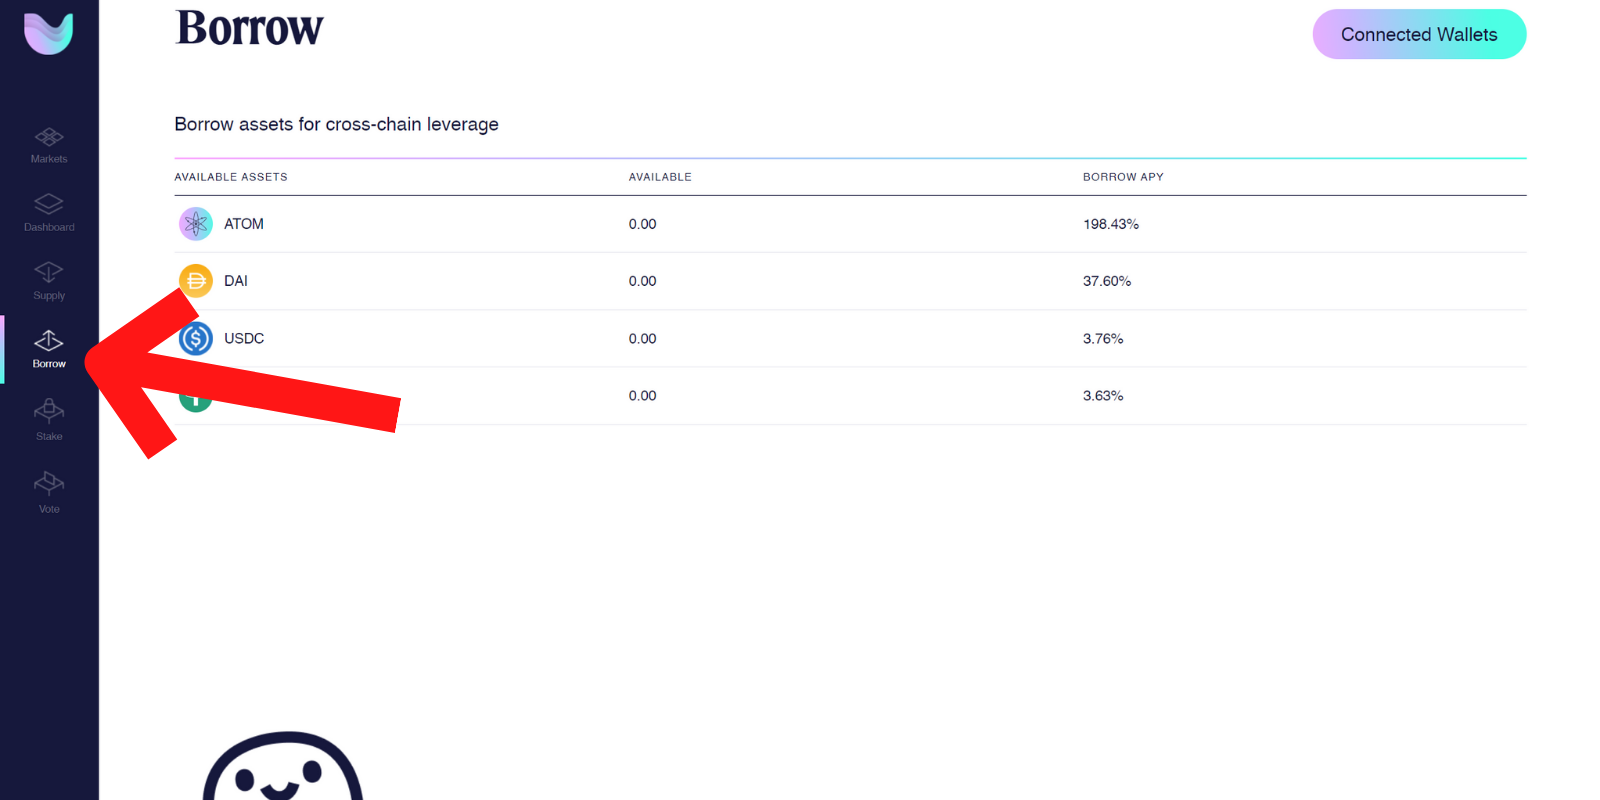 Borrow
Connected Wallets
Borrow assets for cross-chain leverage
AVAILABLE ASSETS AVAILABLE BORROW APY
ATOM 0.00 198.43%
DAI 0.00 37.60%
USDC 0.00 3.76%
0.00 3.63%
Markets
Dashboard
Supply
Borrow
Stake
Vote